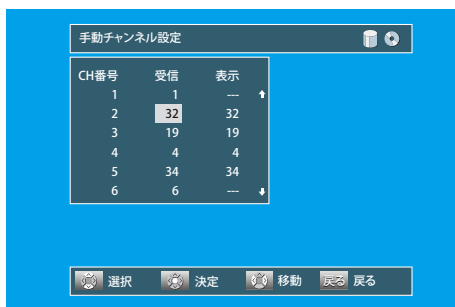 手動チャンネル設定
CH番号 受信 表示
1 1 ---
2 32 32
3 19 19
4 4 4
5 34 34
6 6 ---
選択 決定 移動 戻る 戻る